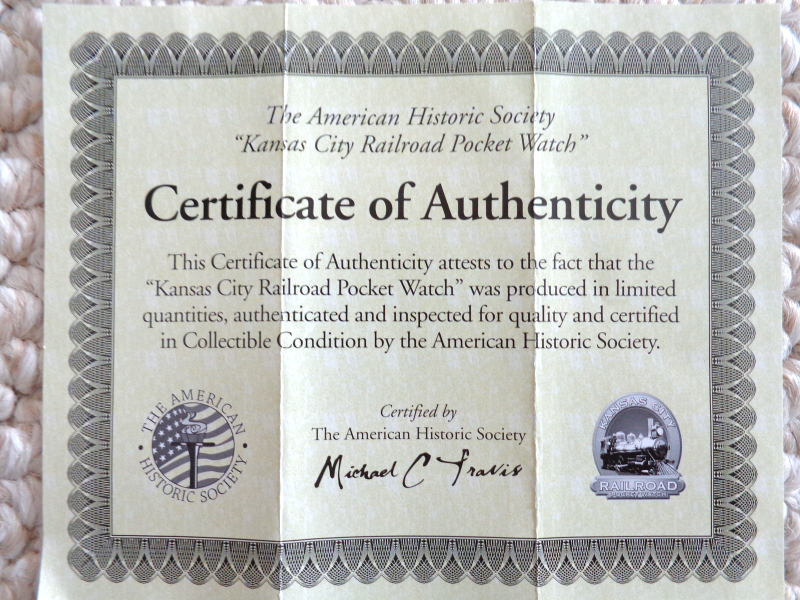 The American Historic Society
“Kansas City Railroad Pocket Watch”
Certificate of Authenticity
This Certificate of Authenticity attests to the fact that the
“Kansas City Railroad Pocket Watch” was produced in limited
quantities, authenticated and inspected for quality and certified
in Collectible Condition by the American Historic Society.
THE AMERICAN
HISTORIC SOCIETY
Certified by
The American Historic Society
Michael C Travis
KANSAS CITY
RAILROAD
POCKET WATCH